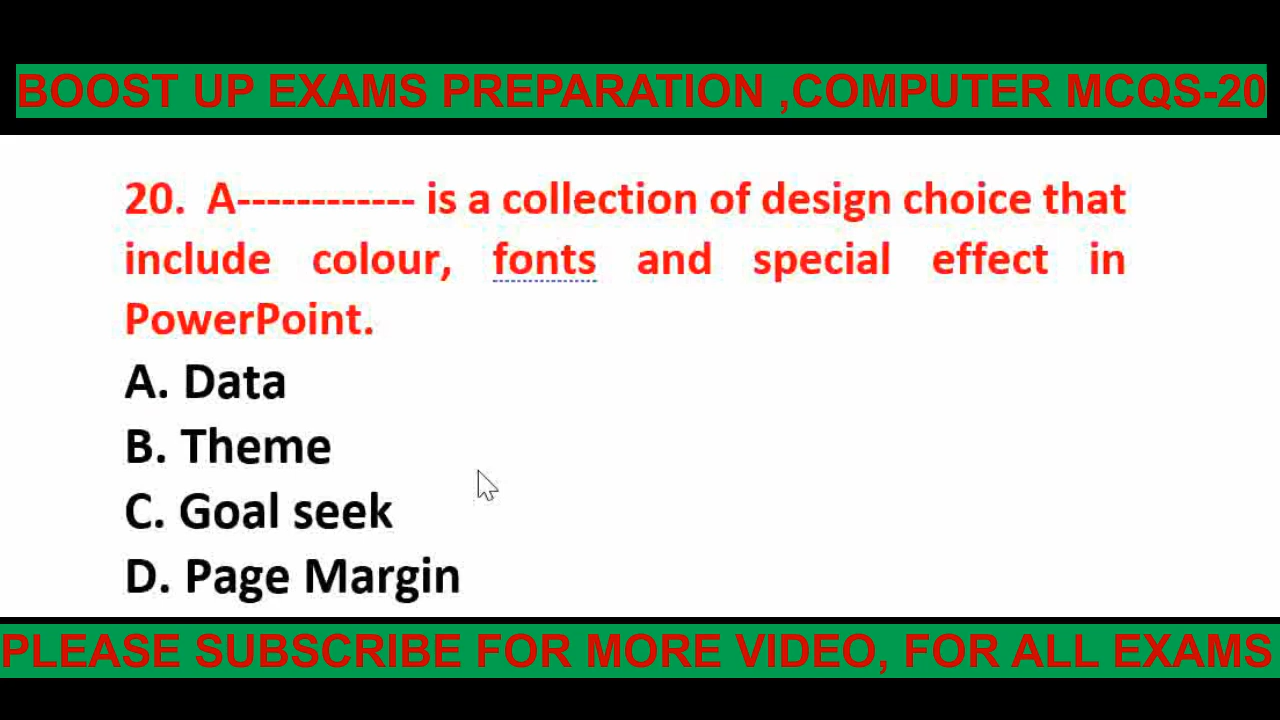 BOOST UP EXAMS PREPARATION ,COMPUTER MCQS-20
20. A------------ is a collection of design choice that
include colour, fonts and special effect in
PowerPoint.
A. Data
B. Theme
C. Goal seek
D. Page Margin
PLEASE SUBSCRIBE FOR MORE VIDEO, FOR ALL EXAMS